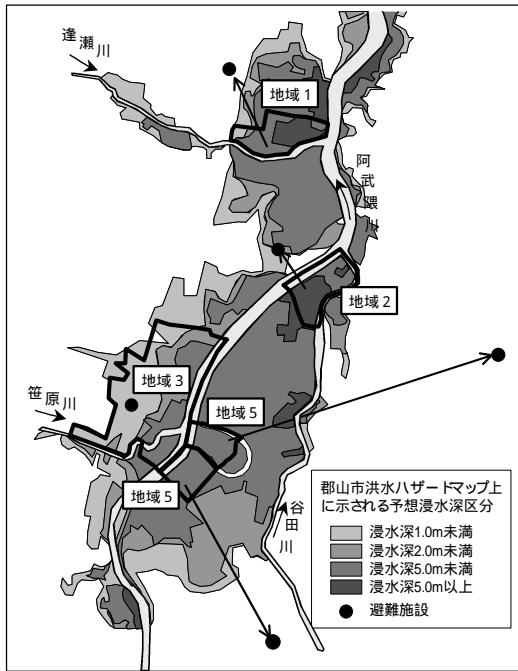 逢瀬川
地域1
阿武隈川
地域2
地域3
笹原川
地域5
地域5
谷田川
郡山市洪水ハザードマップ上
に示される予想浸水深区分
浸水深1.0m未満
浸水深2.0m未満
浸水深5.0m未満
浸水深5.0m以上
避難施設